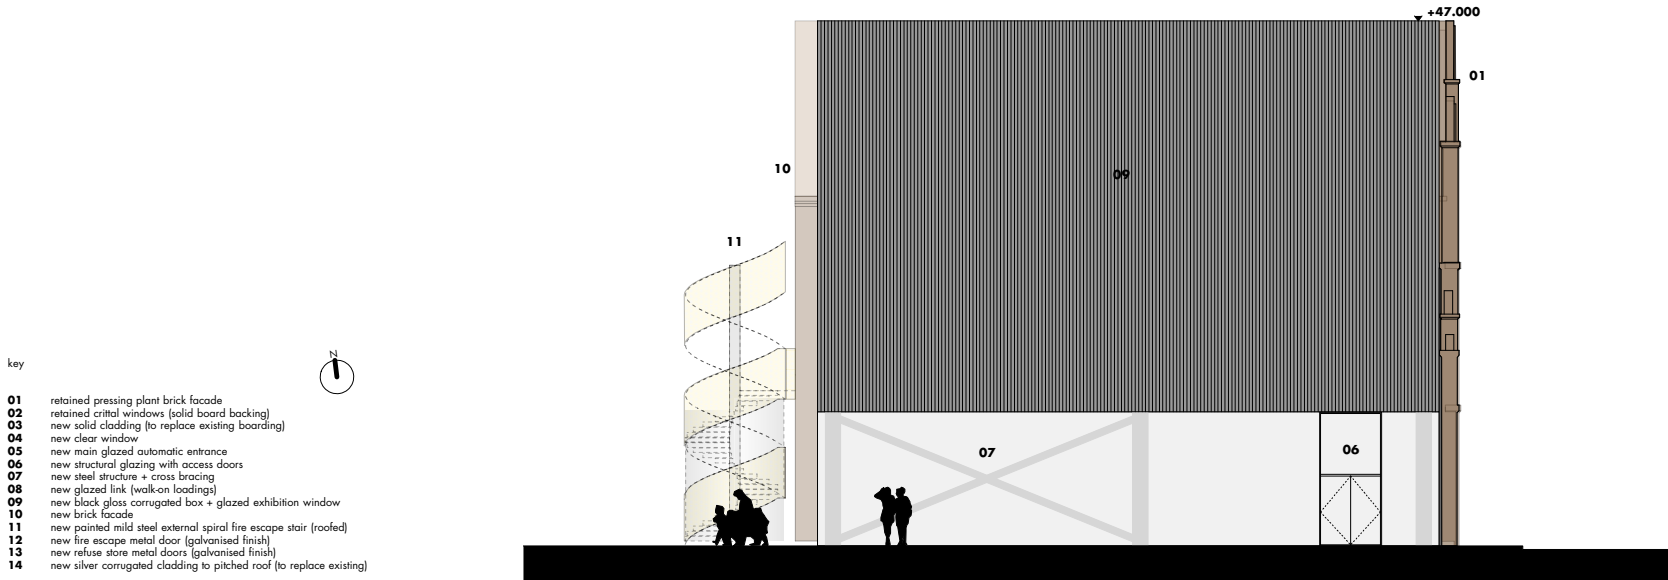 +47.000
01
10
09
11
07
06
N
key
01 retained pressing plant brick facade
02 retained crittal windows (solid board backing)
03 new solid cladding (to replace existing boarding)
04 new clear window
05 new main glazed automatic entrance
06 new structural glazing with access doors
07 new steel structure + cross bracing
08 new glazed link (walk-on loadings)
09 new black gloss corrugated box + glazed exhibition window
10 new brick facade
11 new painted mild steel external spiral fire escape stair (roofed)
12 new fire escape metal door (galvanised finish)
13 new refuse store metal doors (galvanised finish)
14 new silver corrugated cladding to pitched roof (to replace existing)